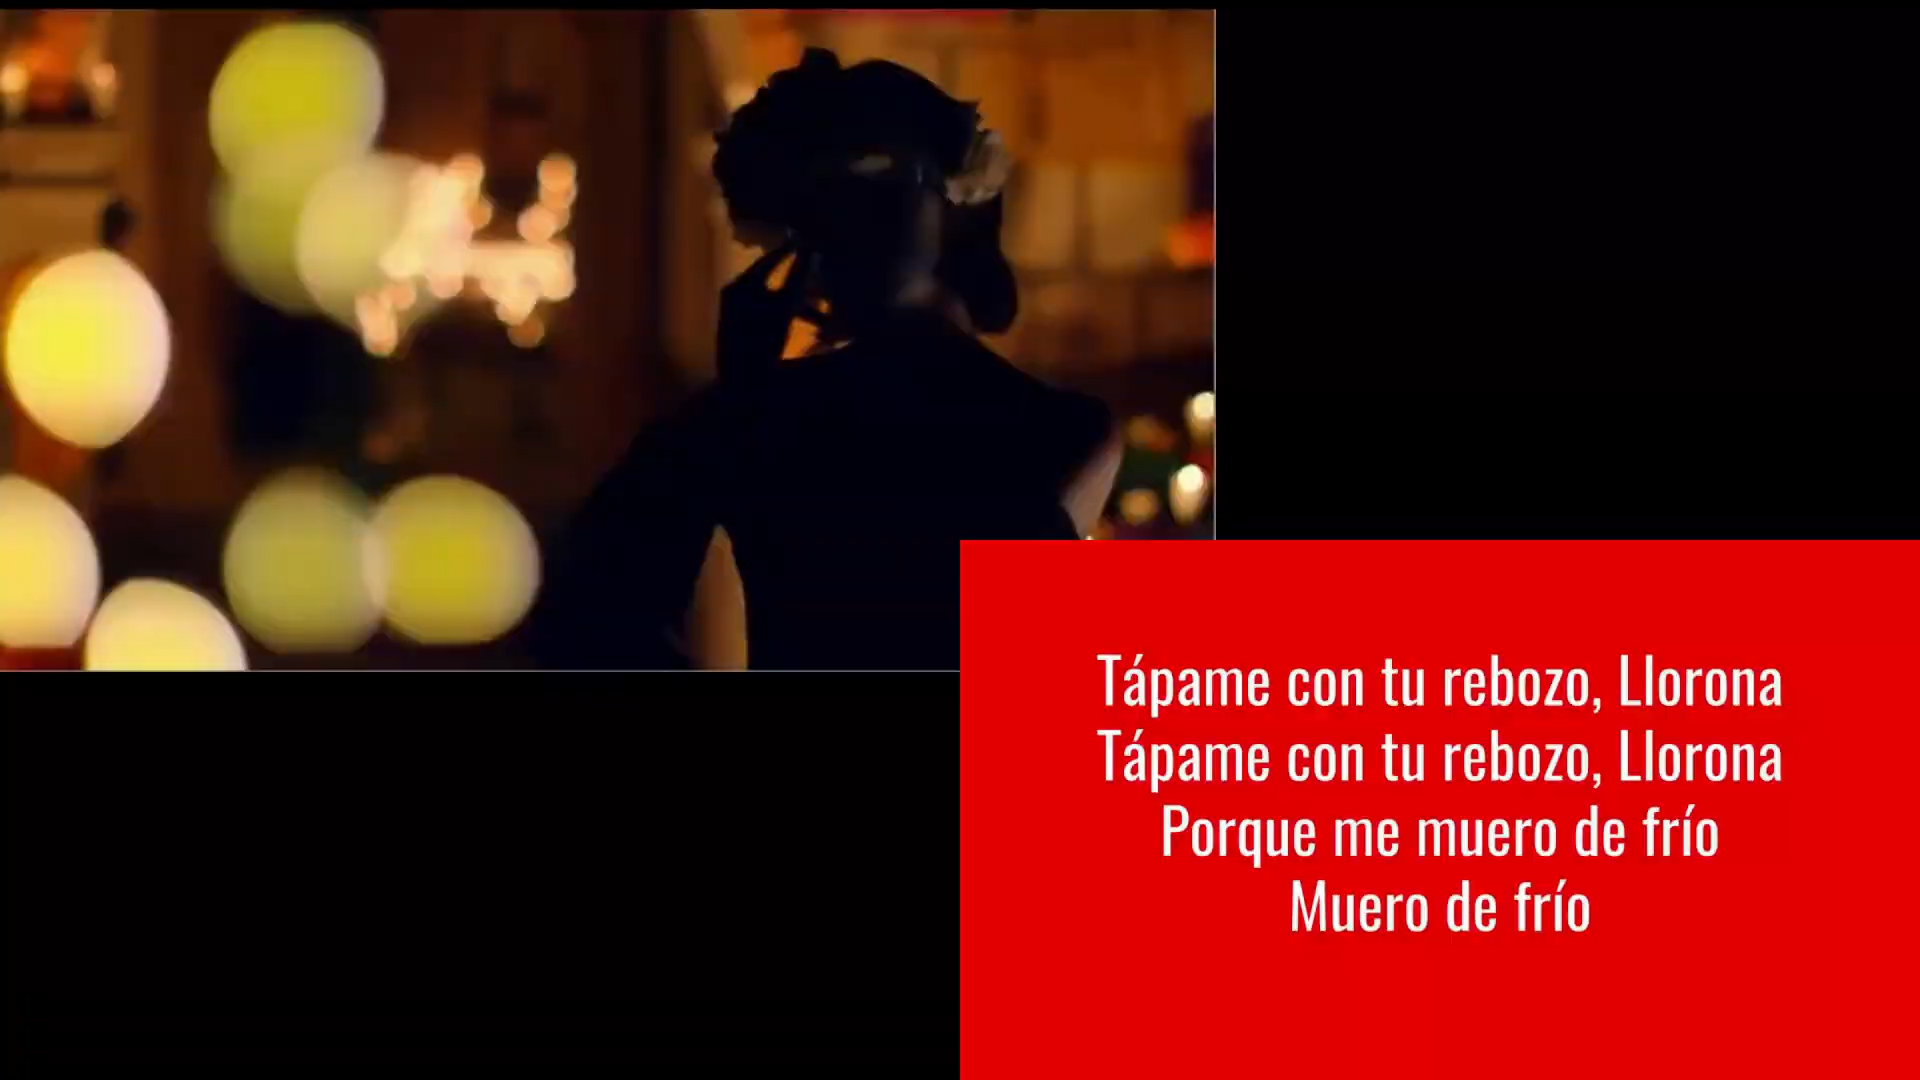 Tápame con tu rebozo, Llorona
Tápame con tu rebozo, Llorona
Porque me muero de frío
Muero de frío